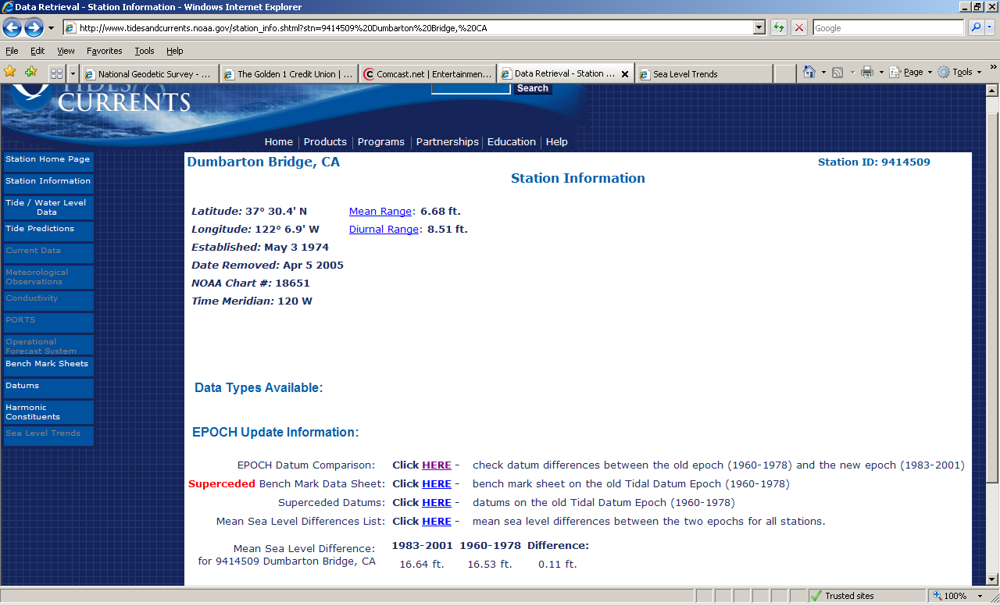 Data Retrieval - Station Information - Windows Internet Explorer
http://www.tidesandcurrents.noaa.gov/station_info.shtml?stn=9414509%20Dumbarton%20Bridge,%20CA
Google
File Edit View Favorites Tools Help
National Geodetic Survey - ... The Golden 1 Credit Union | ... Comcast.net | Entertainmen... Data Retrieval - Station ... Sea Level Trends Page Tools »
TIDES &
CURRENTS
Search
Home Products Programs Partnerships Education Help
Station Home Page
Station Information
Tide / Water Level
Data
Tide Predictions
Current Data
Meteorological
Observations
Conductivity
PORTS
Operational
Forecast System
Bench Mark Sheets
Datums
Harmonic
Constituents
Sea Level Trends
Dumbarton Bridge, CA Station ID: 9414509
Station Information
Latitude: 37° 30.4' N Mean Range: 6.68 ft.
Longitude: 122° 6.9' W Diurnal Range: 8.51 ft.
Established: May 3 1974
Date Removed: Apr 5 2005
NOAA Chart #: 18651
Time Meridian: 120 W
Data Types Available:
EPOCH Update Information:
EPOCH Datum Comparison: Click HERE - check datum differences between the old epoch (1960-1978) and the new epoch (1983-2001)
Superceded Bench Mark Data Sheet: Click HERE - bench mark sheet on the old Tidal Datum Epoch (1960-1978)
Superceded Datums: Click HERE - datums on the old Tidal Datum Epoch (1960-1978)
Mean Sea Level Differences List: Click HERE - mean sea level differences between the two epochs for all stations.
Mean Sea Level Difference: 1983-2001 1960-1978 Difference:
for 9414509 Dumbarton Bridge, CA 16.64 ft. 16.53 ft. 0.11 ft.
Trusted sites 100%